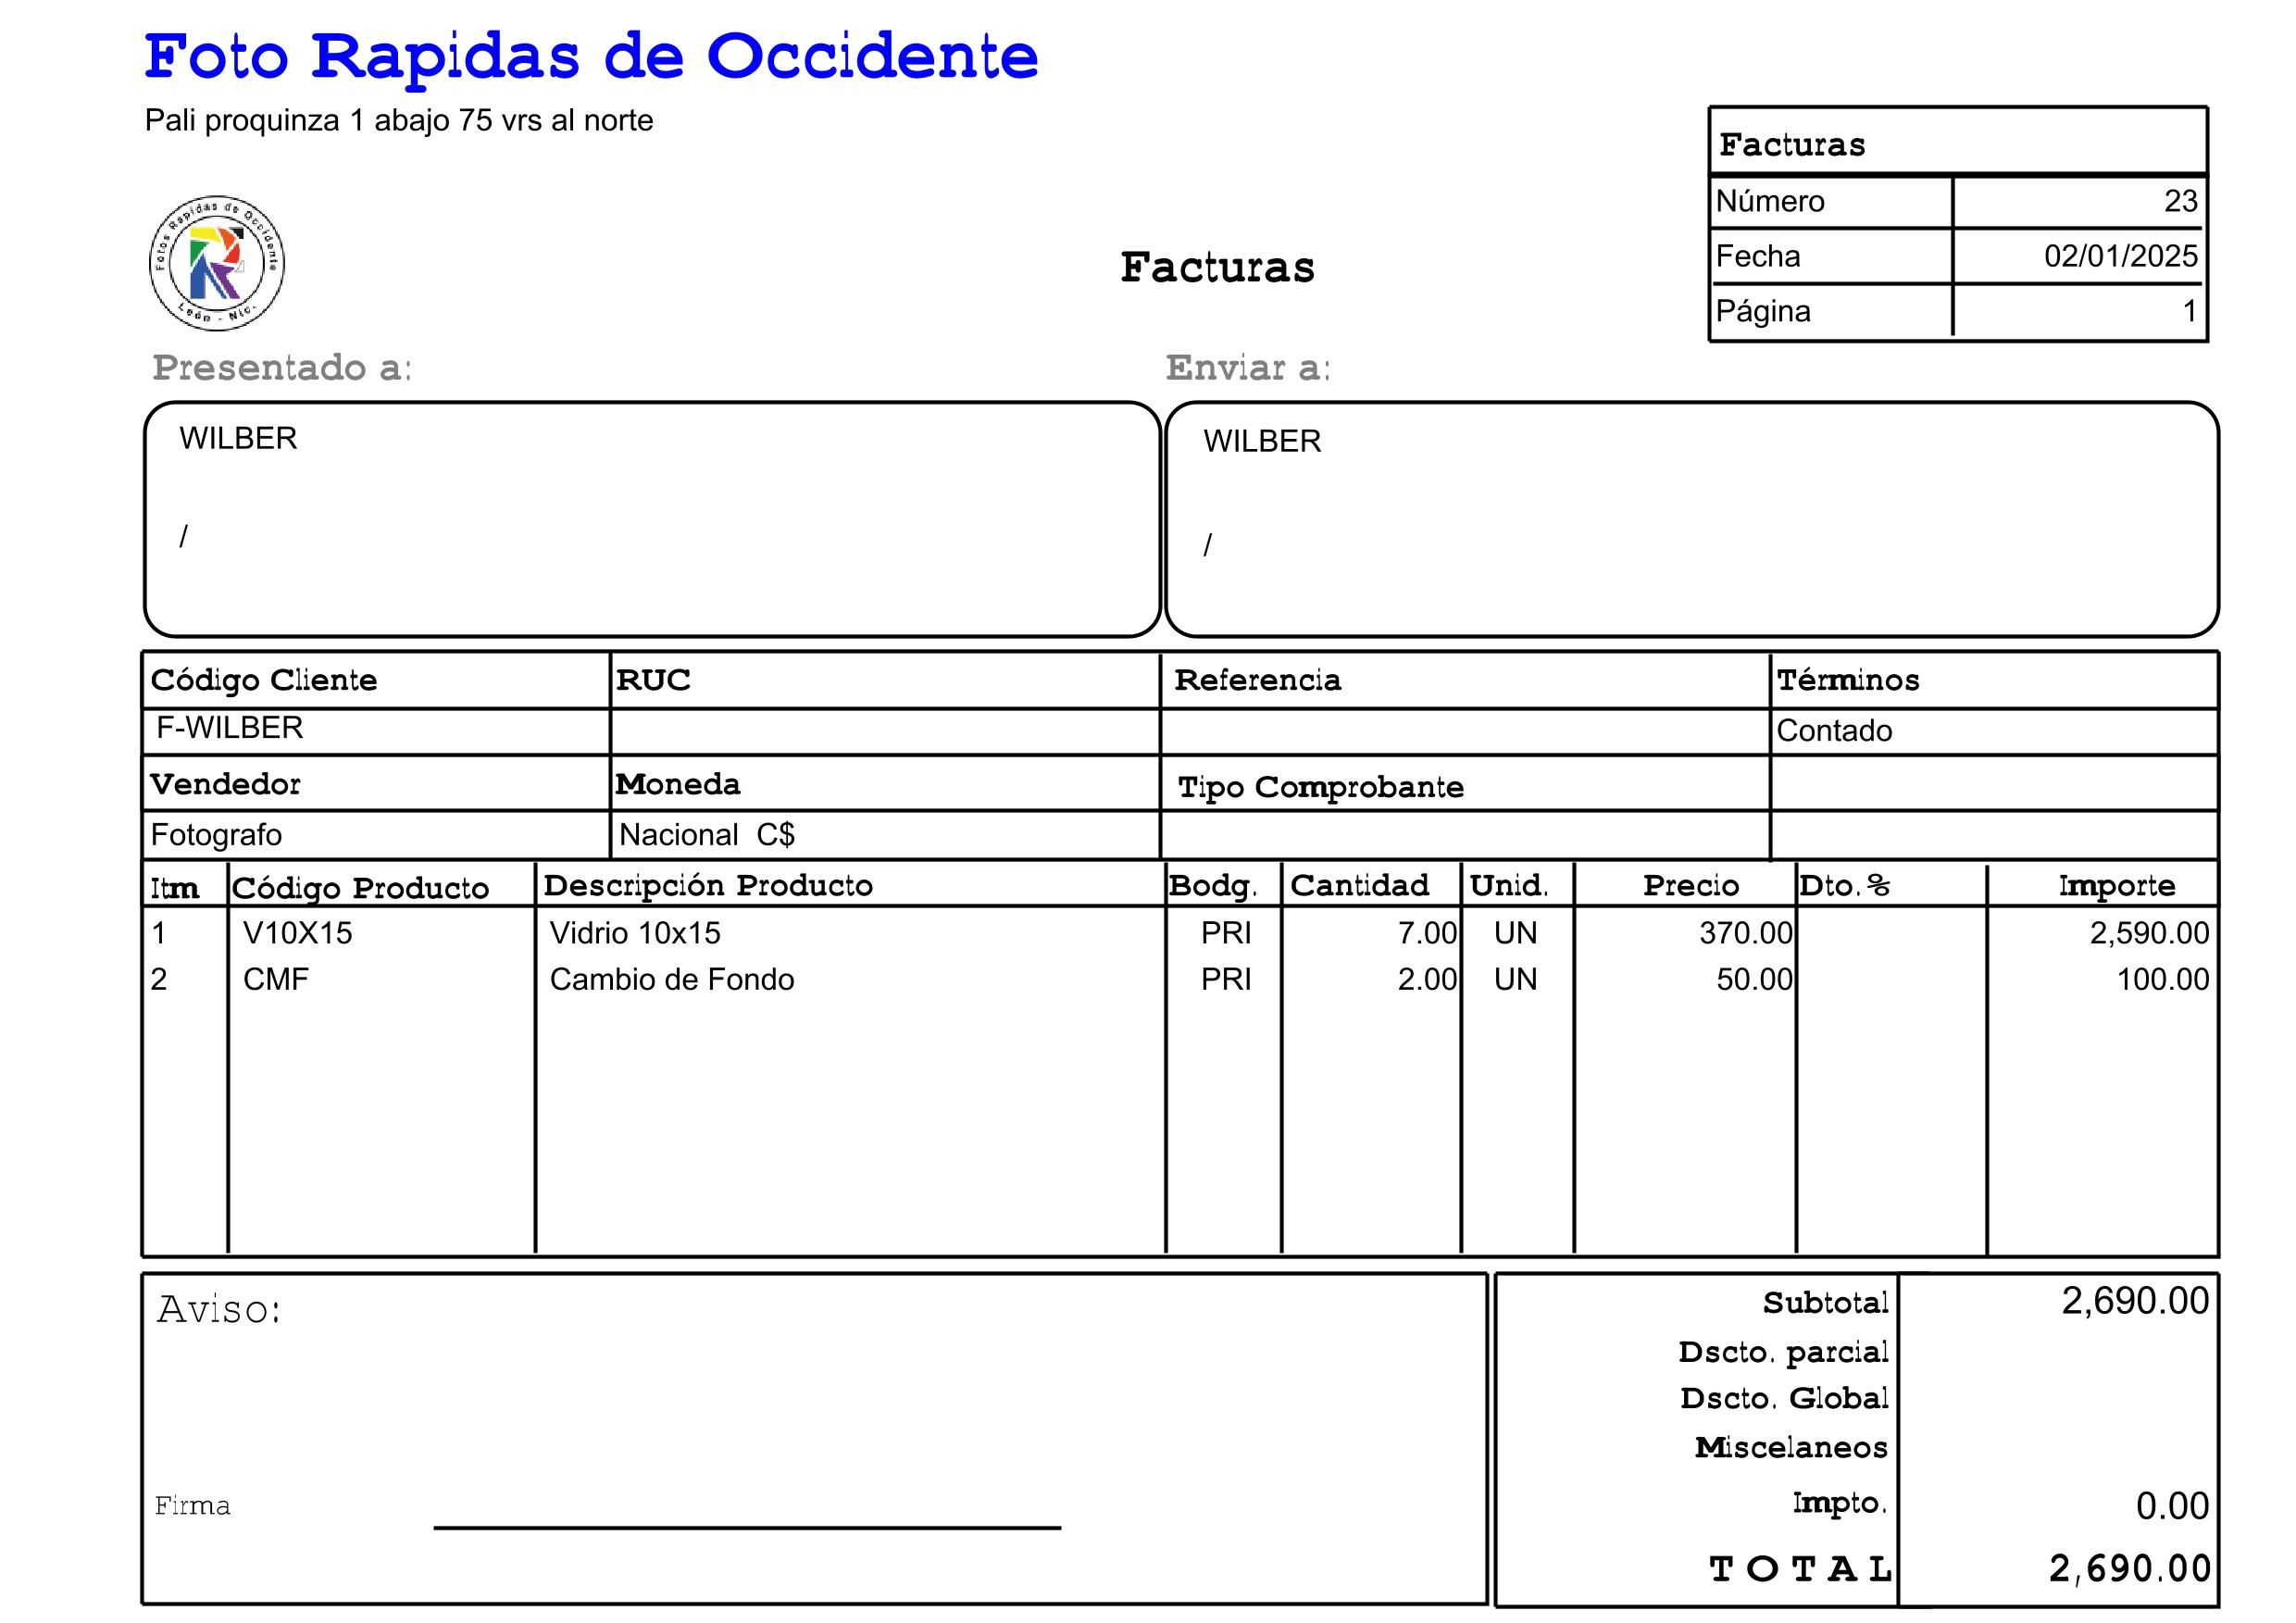 Foto Rapidas de Occidente
Pali proquinza 1 abajo 75 vrs al norte
Fotos Rapidas de Occidente
León - Nic.
Facturas
Facturas
Número 23
Fecha 02/01/2025
Página 1
Presentado a: Enviar a:
WILBER WILBER
/ /
Código Cliente RUC Referencia Términos
F-WILBER Contado
Vendedor Moneda Tipo Comprobante
Fotografo Nacional C$
Itm Código Producto Descripción Producto Bodg. Cantidad Unid. Precio Dto.% Importe
1 V10X15 Vidrio 10x15 PRI 7.00 UN 370.00 2,590.00
2 CMF Cambio de Fondo PRI 2.00 UN 50.00 100.00
Aviso:
Subtotal 2,690.00
Dscto. parcial
Dscto. Global
Miscelaneos
Firma
Impto. 0.00
TOTAL 2,690.00